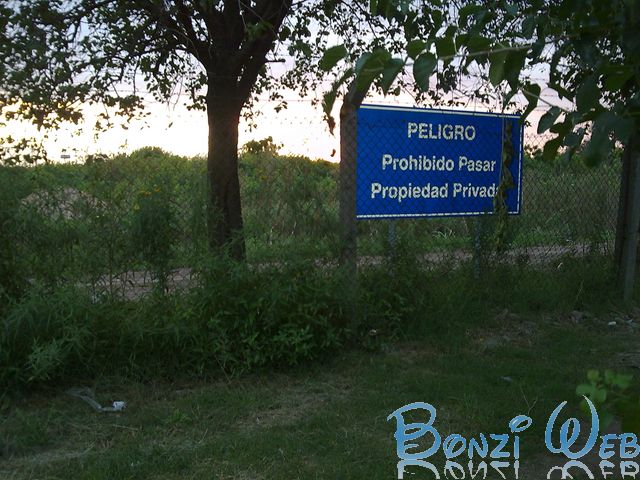 PELIGRO
Prohibido Pasar
Propiedad Privada
Bonzi Web